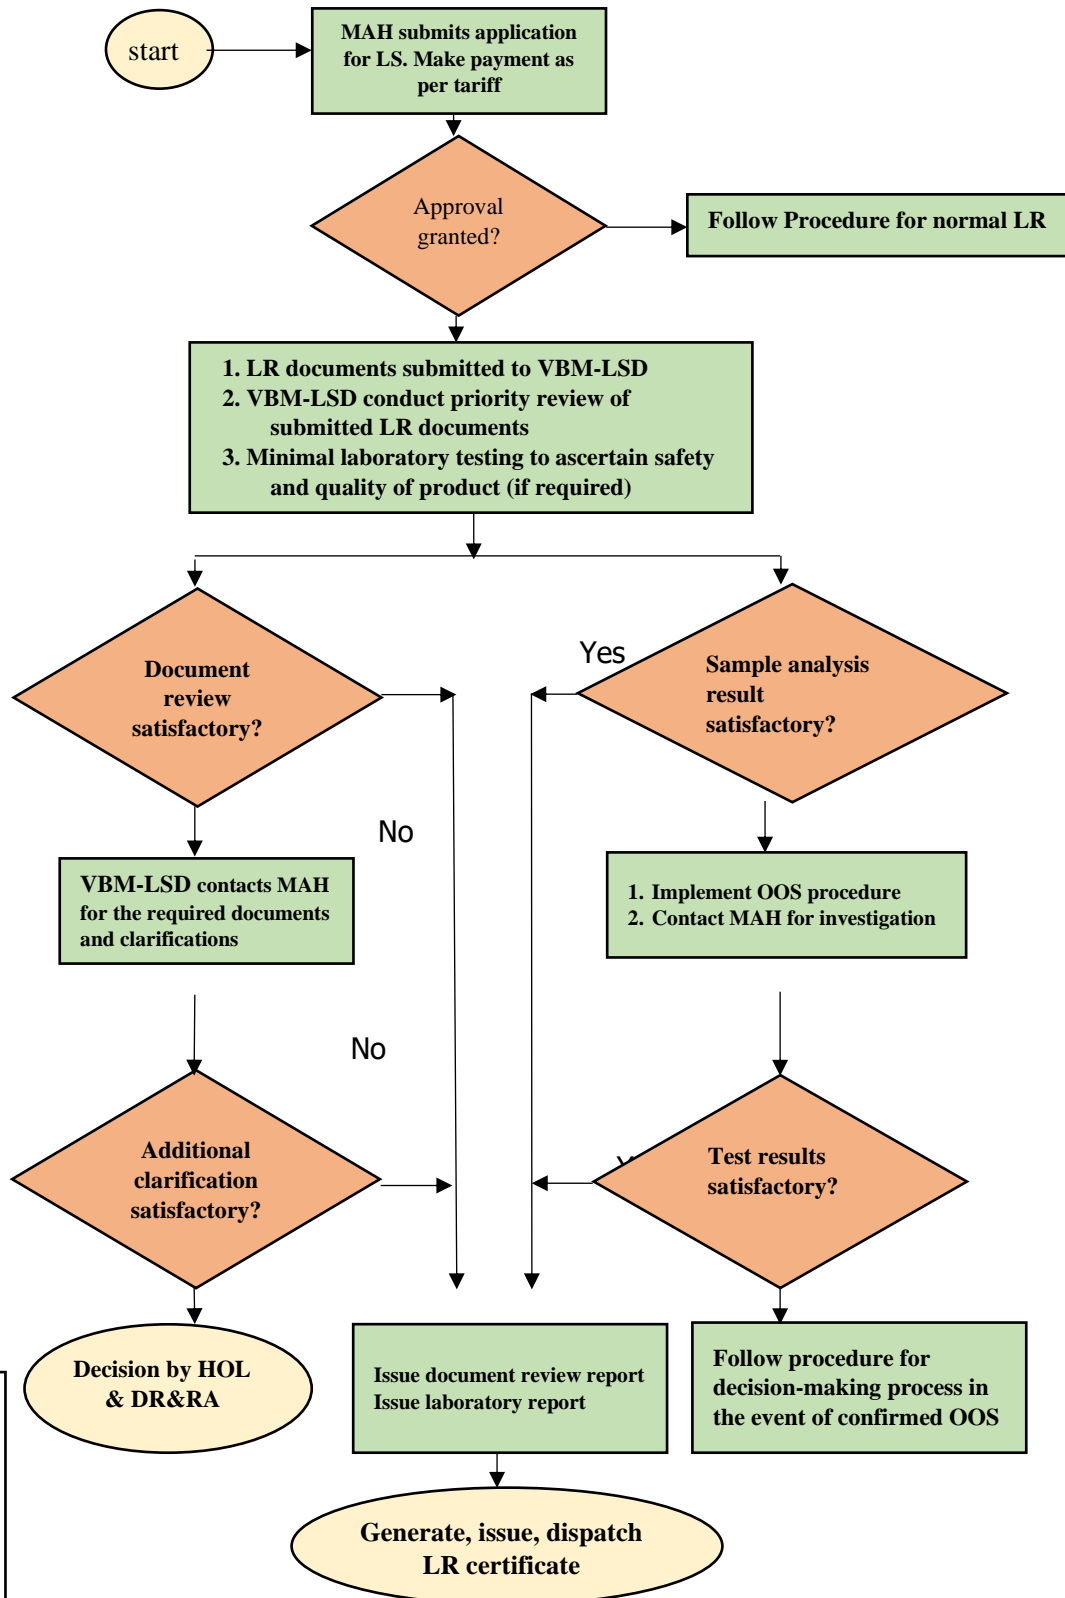 start
MAH submits application
for LS. Make payment as
per tariff
Approval
granted?
Follow Procedure for normal LR
1. LR documents submitted to VBM-LSD
2. VBM-LSD conduct priority review of
submitted LR documents
3. Minimal laboratory testing to ascertain safety
and quality of product (if required)
Document
review
satisfactory?
Yes
Sample analysis
result
satisfactory?
No
VBM-LSD contacts MAH
for the required documents
and clarifications
1. Implement OOS procedure
2. Contact MAH for investigation
No
Additional
clarification
satisfactory?
Test results
satisfactory?
Decision by HOL
& DR&RA
Issue document review report
Issue laboratory report
Follow procedure for
decision-making process in
the event of confirmed OOS
Generate, issue, dispatch
LR certificate